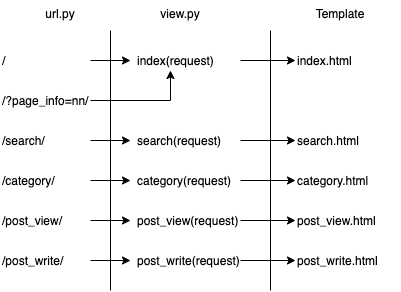 url.py view.py Template
/ index(request) index.html
/?page_info=nn/
/search/ search(request) search.html
/category/ category(request) category.html
/post_view/ post_view(request) post_view.html
/post_write/ post_write(request) post_write.html